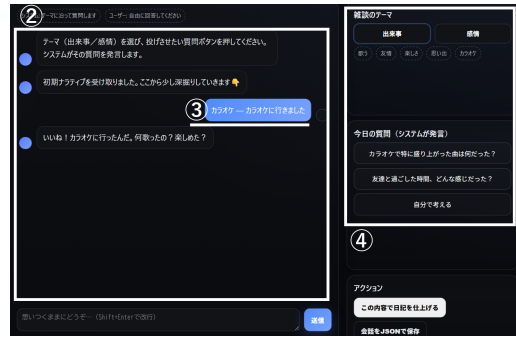 ②
システム: テーマに沿って質問します
ユーザー: 自由に回答してください
テーマ（出来事／感情）を選び、投げさせたい質問ボタンを押してください。
システムがその質問を発言します。
初期ナラティブを受け取りました。ここから少し深掘りしていきます👇
③
カラオケ — カラオケに行きました
いいね！カラオケに行ったんだ。何歌ったの？楽しめた？
思いつくままにどうぞ… (Shift+Enterで改行)
送信
雑談のテーマ
出来事
感情
歌う
友情
楽しさ
思い出
カラオケ
今日の質問（システムが発言）
カラオケで特に盛り上がった曲は何だった？
友達と過ごした時間、どんな感じだった？
自分で考える
④
アクション
この内容で日記を仕上げる
会話をJSONで保存